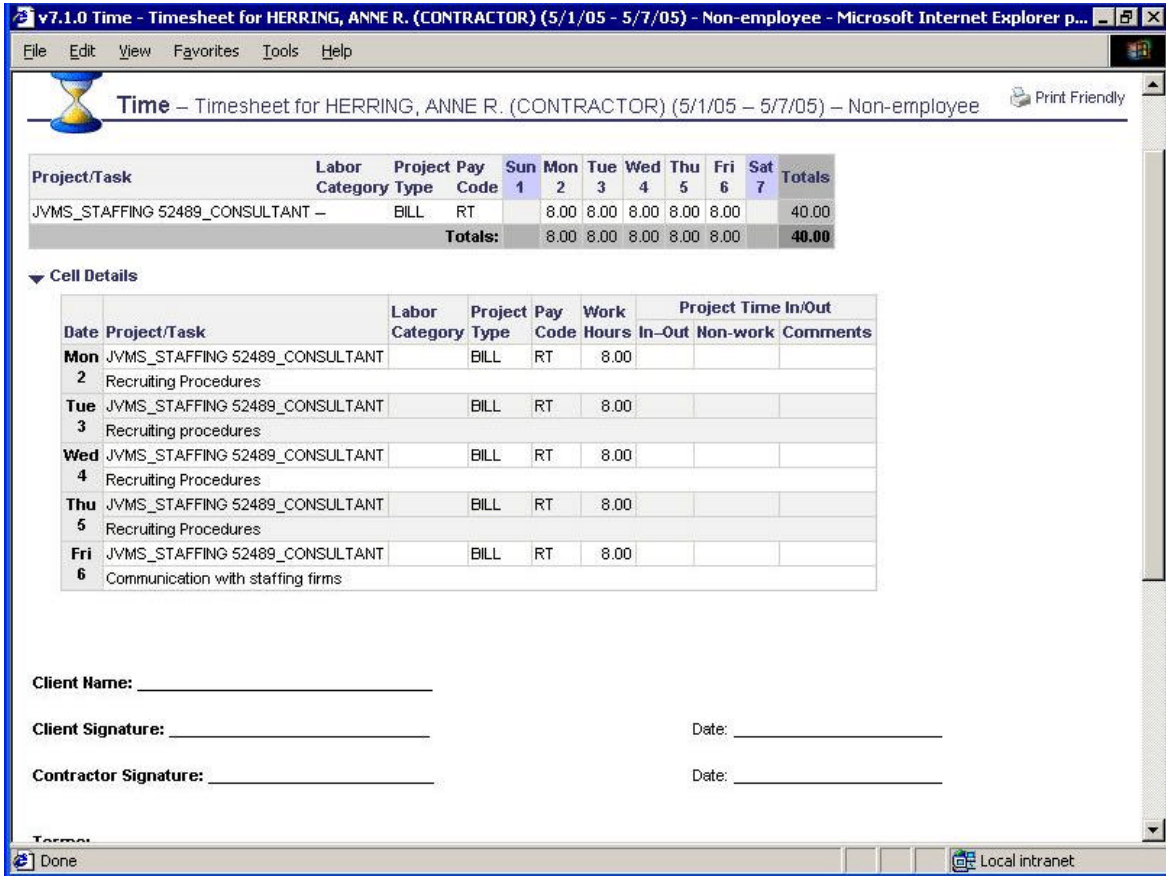 v7.1.0 Time - Timesheet for HERRING, ANNE R. (CONTRACTOR) (5/1/05 - 5/7/05) - Non-employee - Microsoft Internet Explorer p...
File Edit View Favorites Tools Help
Time – Timesheet for HERRING, ANNE R. (CONTRACTOR) (5/1/05 – 5/7/05) – Non-employee Print Friendly
Project/Task Labor Category Project Type Pay Code Sun 1 Mon 2 Tue 3 Wed 4 Thu 5 Fri 6 Sat 7 Totals
JVMS_STAFFING 52489_CONSULTANT – BILL RT 8.00 8.00 8.00 8.00 8.00 40.00
Totals: 8.00 8.00 8.00 8.00 8.00 40.00
Cell Details
Project Time In/Out
Date Project/Task Labor Category Project Type Pay Code Work Hours In–Out Non-work Comments
Mon JVMS_STAFFING 52489_CONSULTANT BILL RT 8.00
2 Recruiting Procedures
Tue JVMS_STAFFING 52489_CONSULTANT BILL RT 8.00
3 Recruiting procedures
Wed JVMS_STAFFING 52489_CONSULTANT BILL RT 8.00
4 Recruiting Procedures
Thu JVMS_STAFFING 52489_CONSULTANT BILL RT 8.00
5 Recruiting Procedures
Fri JVMS_STAFFING 52489_CONSULTANT BILL RT 8.00
6 Communication with staffing firms
Client Name:
Client Signature: Date:
Contractor Signature: Date:
Done Local intranet